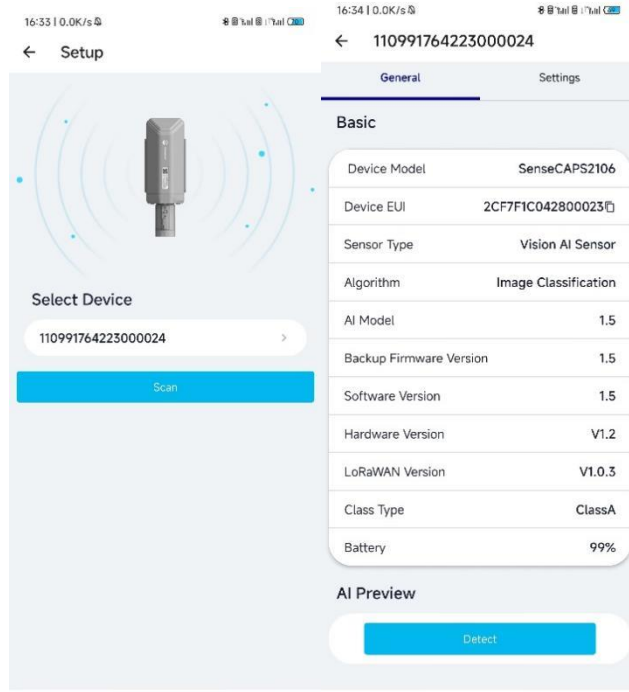 16:33 | 0.0K/s
Setup
Select Device
110991764223000024
Scan
16:34 | 0.0K/s
110991764223000024
General Settings
Basic
Device Model SenseCAPS2106
Device EUI 2CF7F1C042800023
Sensor Type Vision AI Sensor
Algorithm Image Classification
AI Model 1.5
Backup Firmware Version 1.5
Software Version 1.5
Hardware Version V1.2
LoRaWAN Version V1.0.3
Class Type ClassA
Battery 99%
AI Preview
Detect